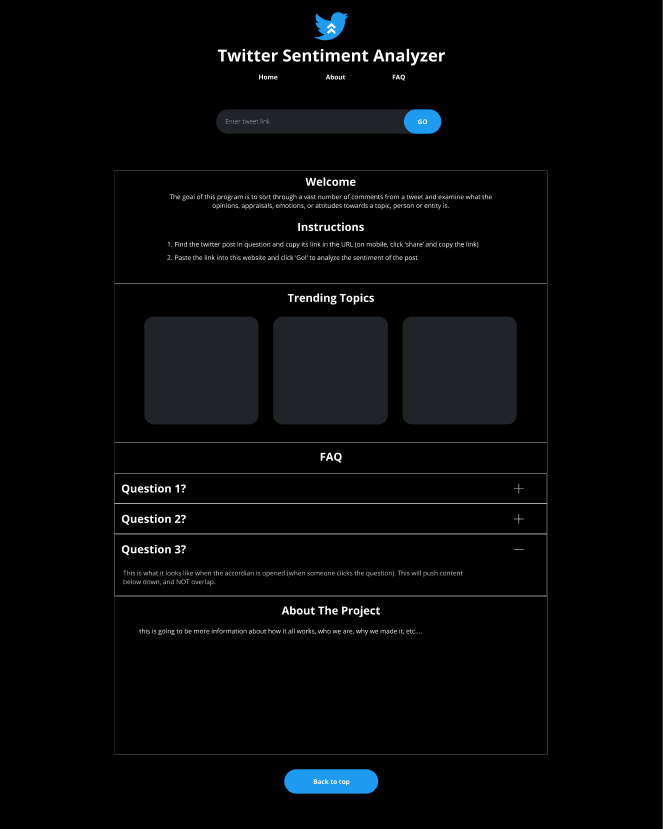 Twitter Sentiment Analyzer
Home About FAQ
Enter tweet link GO
Welcome
The goal of this program is to sort through a vast number of comments from a tweet and examine what the
opinions, appraisals, emotions, or attitudes towards a topic, person or entity is.
Instructions
1. Find the twitter post in question and copy its link in the URL (on mobile, click 'share' and copy the link)
2. Paste the link into this website and click 'Go!' to analyze the sentiment of the post
Trending Topics
FAQ
Question 1?
Question 2?
Question 3?
This is what it looks like when the accordian is opened (when someone clicks the question). This will push content
below down, and NOT overlap.
About The Project
this is going to be more information about how it all works, who we are, why we made it, etc....
Back to top